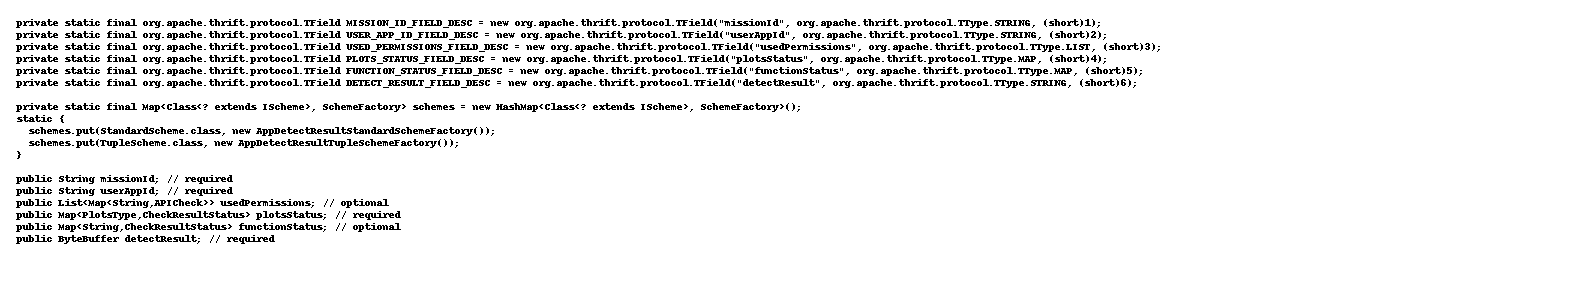 private static final org.apache.thrift.protocol.TField MISSION_ID_FIELD_DESC = new org.apache.thrift.protocol.TField("missionId", org.apache.thrift.protocol.TType.STRING, (short)1);
private static final org.apache.thrift.protocol.TField USER_APP_ID_FIELD_DESC = new org.apache.thrift.protocol.TField("userAppId", org.apache.thrift.protocol.TType.STRING, (short)2);
private static final org.apache.thrift.protocol.TField USED_PERMISSIONS_FIELD_DESC = new org.apache.thrift.protocol.TField("usedPermissions", org.apache.thrift.protocol.TType.LIST, (short)3);
private static final org.apache.thrift.protocol.TField PLOTS_STATUS_FIELD_DESC = new org.apache.thrift.protocol.TField("plotsStatus", org.apache.thrift.protocol.TType.MAP, (short)4);
private static final org.apache.thrift.protocol.TField FUNCTION_STATUS_FIELD_DESC = new org.apache.thrift.protocol.TField("functionStatus", org.apache.thrift.protocol.TType.MAP, (short)5);
private static final org.apache.thrift.protocol.TField DETECT_RESULT_FIELD_DESC = new org.apache.thrift.protocol.TField("detectResult", org.apache.thrift.protocol.TType.STRING, (short)6);
private static final Map<Class<? extends IScheme>, SchemeFactory> schemes = new HashMap<Class<? extends IScheme>, SchemeFactory>();
static {
schemes.put(StandardScheme.class, new AppDetectResultStandardSchemeFactory());
schemes.put(TupleScheme.class, new AppDetectResultTupleSchemeFactory());
}
public String missionId; // required
public String userAppId; // required
public List<Map<String,APICheck>> usedPermissions; // optional
public Map<PlotsType,CheckResultStatus> plotsStatus; // required
public Map<String,CheckResultStatus> functionStatus; // optional
public ByteBuffer detectResult; // required